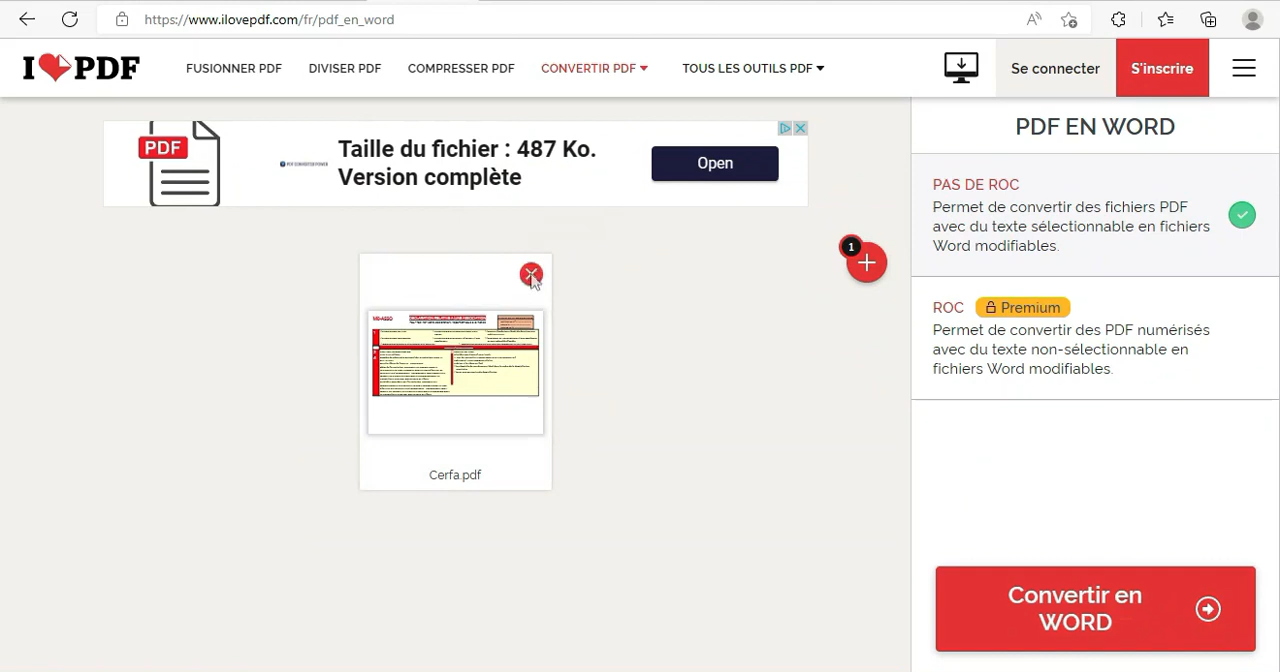 https://www.ilovepdf.com/fr/pdf_en_word
I PDF
FUSIONNER PDF
DIVISER PDF
COMPRESSER PDF
CONVERTIR PDF
TOUS LES OUTILS PDF
Se connecter
S'inscrire
PDF
Taille du fichier : 487 Ko.
Version complète
Open
1
Cerfa.pdf
PDF EN WORD
PAS DE ROC
Permet de convertir des fichiers PDF
avec du texte sélectionnable en fichiers
Word modifiables.
ROC Premium
Permet de convertir des PDF numérisés
avec du texte non-sélectionnable en
fichiers Word modifiables.
Convertir en
WORD